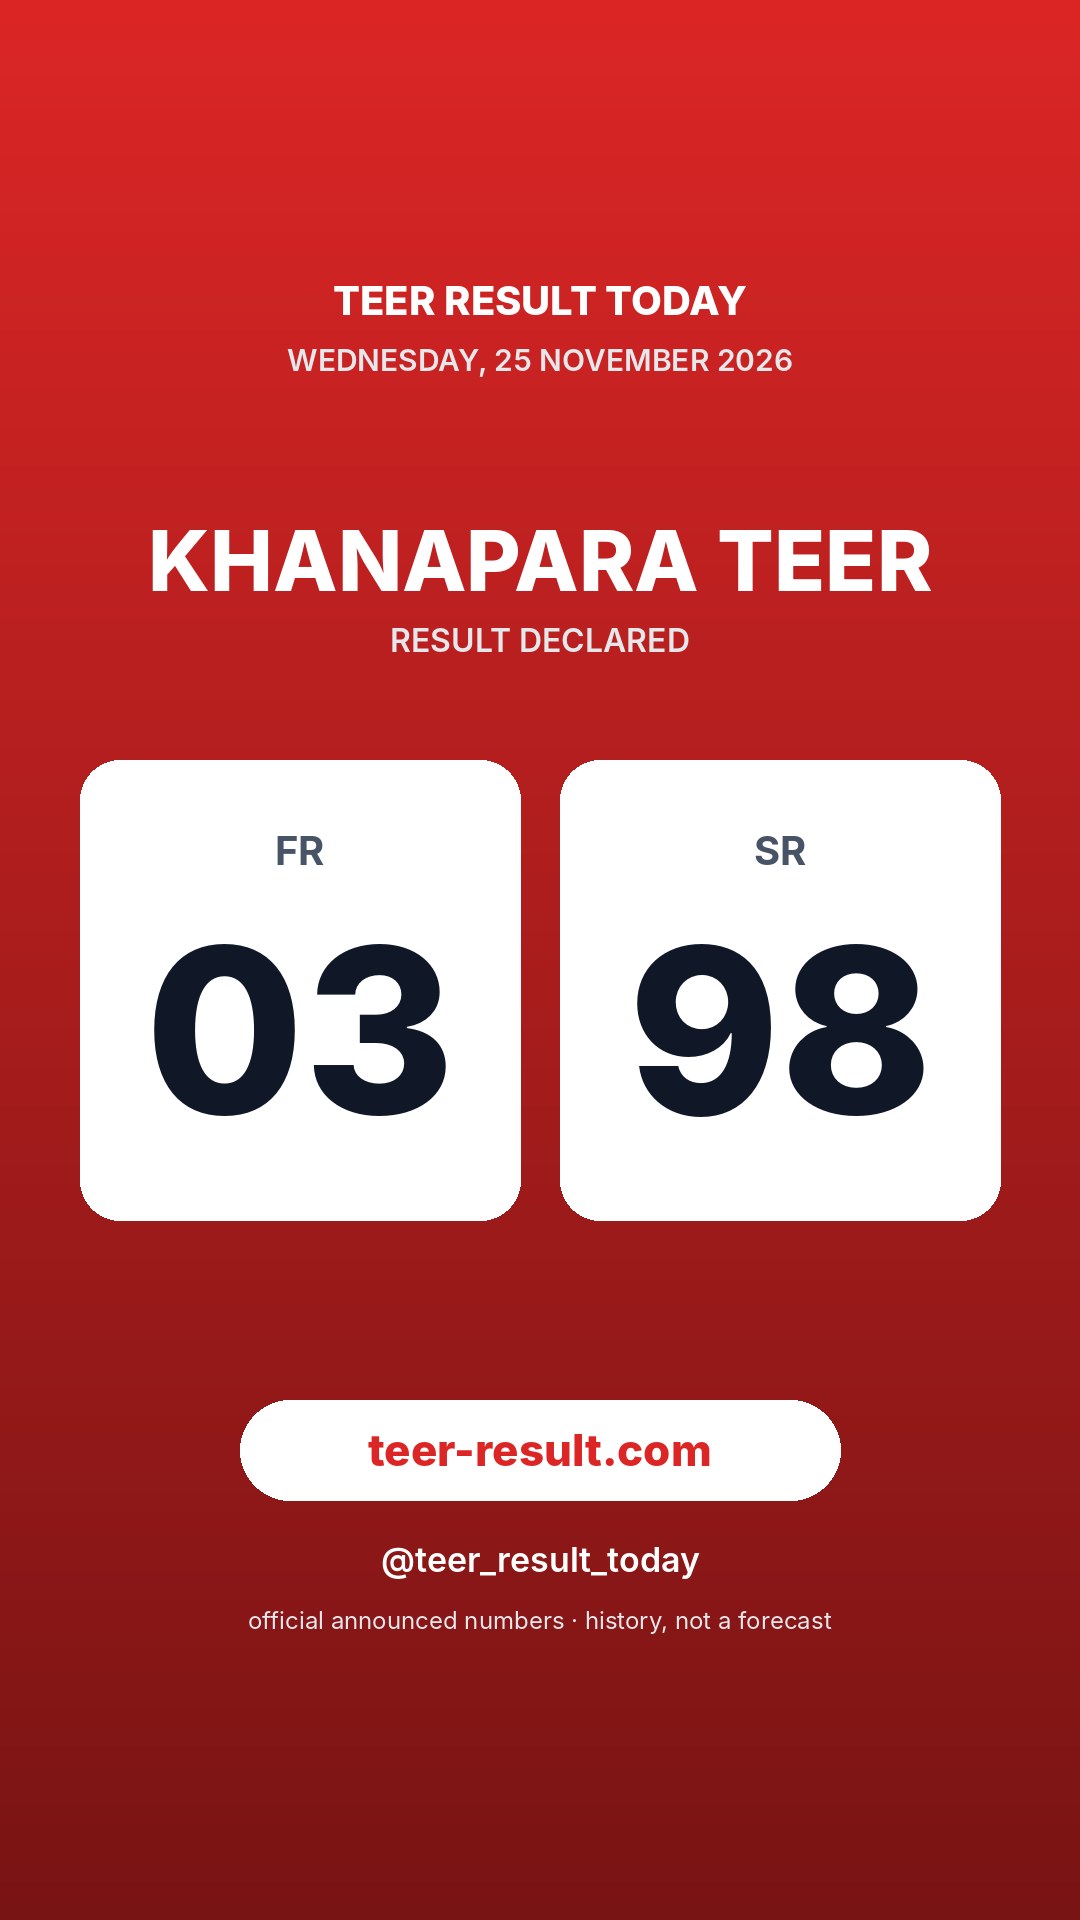 TEER RESULT TODAY
WEDNESDAY, 25 NOVEMBER 2026
KHANAPARA TEER
RESULT DECLARED
FR
03
SR
98
teer-result.com
@teer_result_today
official announced numbers · history, not a forecast